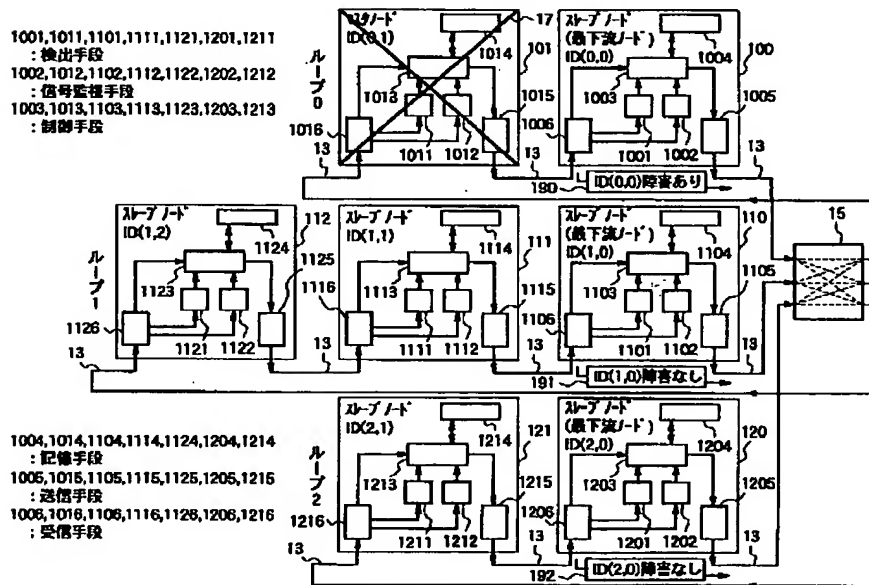 1001,1011,1101,1111,1121,1201,1211
:検出手段
1002,1012,1102,1112,1122,1202,1212
:信号監視手段
1003,1013,1103,1113,1123,1203,1213
:制御手段
ループ0
マスタノード
ID(0,1)
17
1014
101
1013
1015
1016
1011
1012
13
13
スレーブノード
(最下流ノード)
ID(0,0)
1004
100
1003
1005
1006
1001
1002
13
190
ID(0,0)障害あり
ループ1
スレーブノード
ID(1,2)
1124
112
1123
1125
1126
1121
1122
13
13
スレーブノード
ID(1,1)
1114
111
1113
1115
1116
1111
1112
13
スレーブノード
(最下流ノード)
ID(1,0)
1104
110
1103
1105
1106
1101
1102
13
191
ID(1,0)障害なし
15
1004,1014,1104,1114,1124,1204,1214
:記憶手段
1005,1015,1105,1115,1125,1205,1215
:送信手段
1006,1016,1106,1116,1126,1206,1216
:受信手段
ループ2
スレーブノード
ID(2,1)
1214
121
1213
1215
1216
1211
1212
13
13
スレーブノード
(最下流ノード)
ID(2,0)
1204
120
1203
1205
1206
1201
1202
13
192
ID(2,0)障害なし